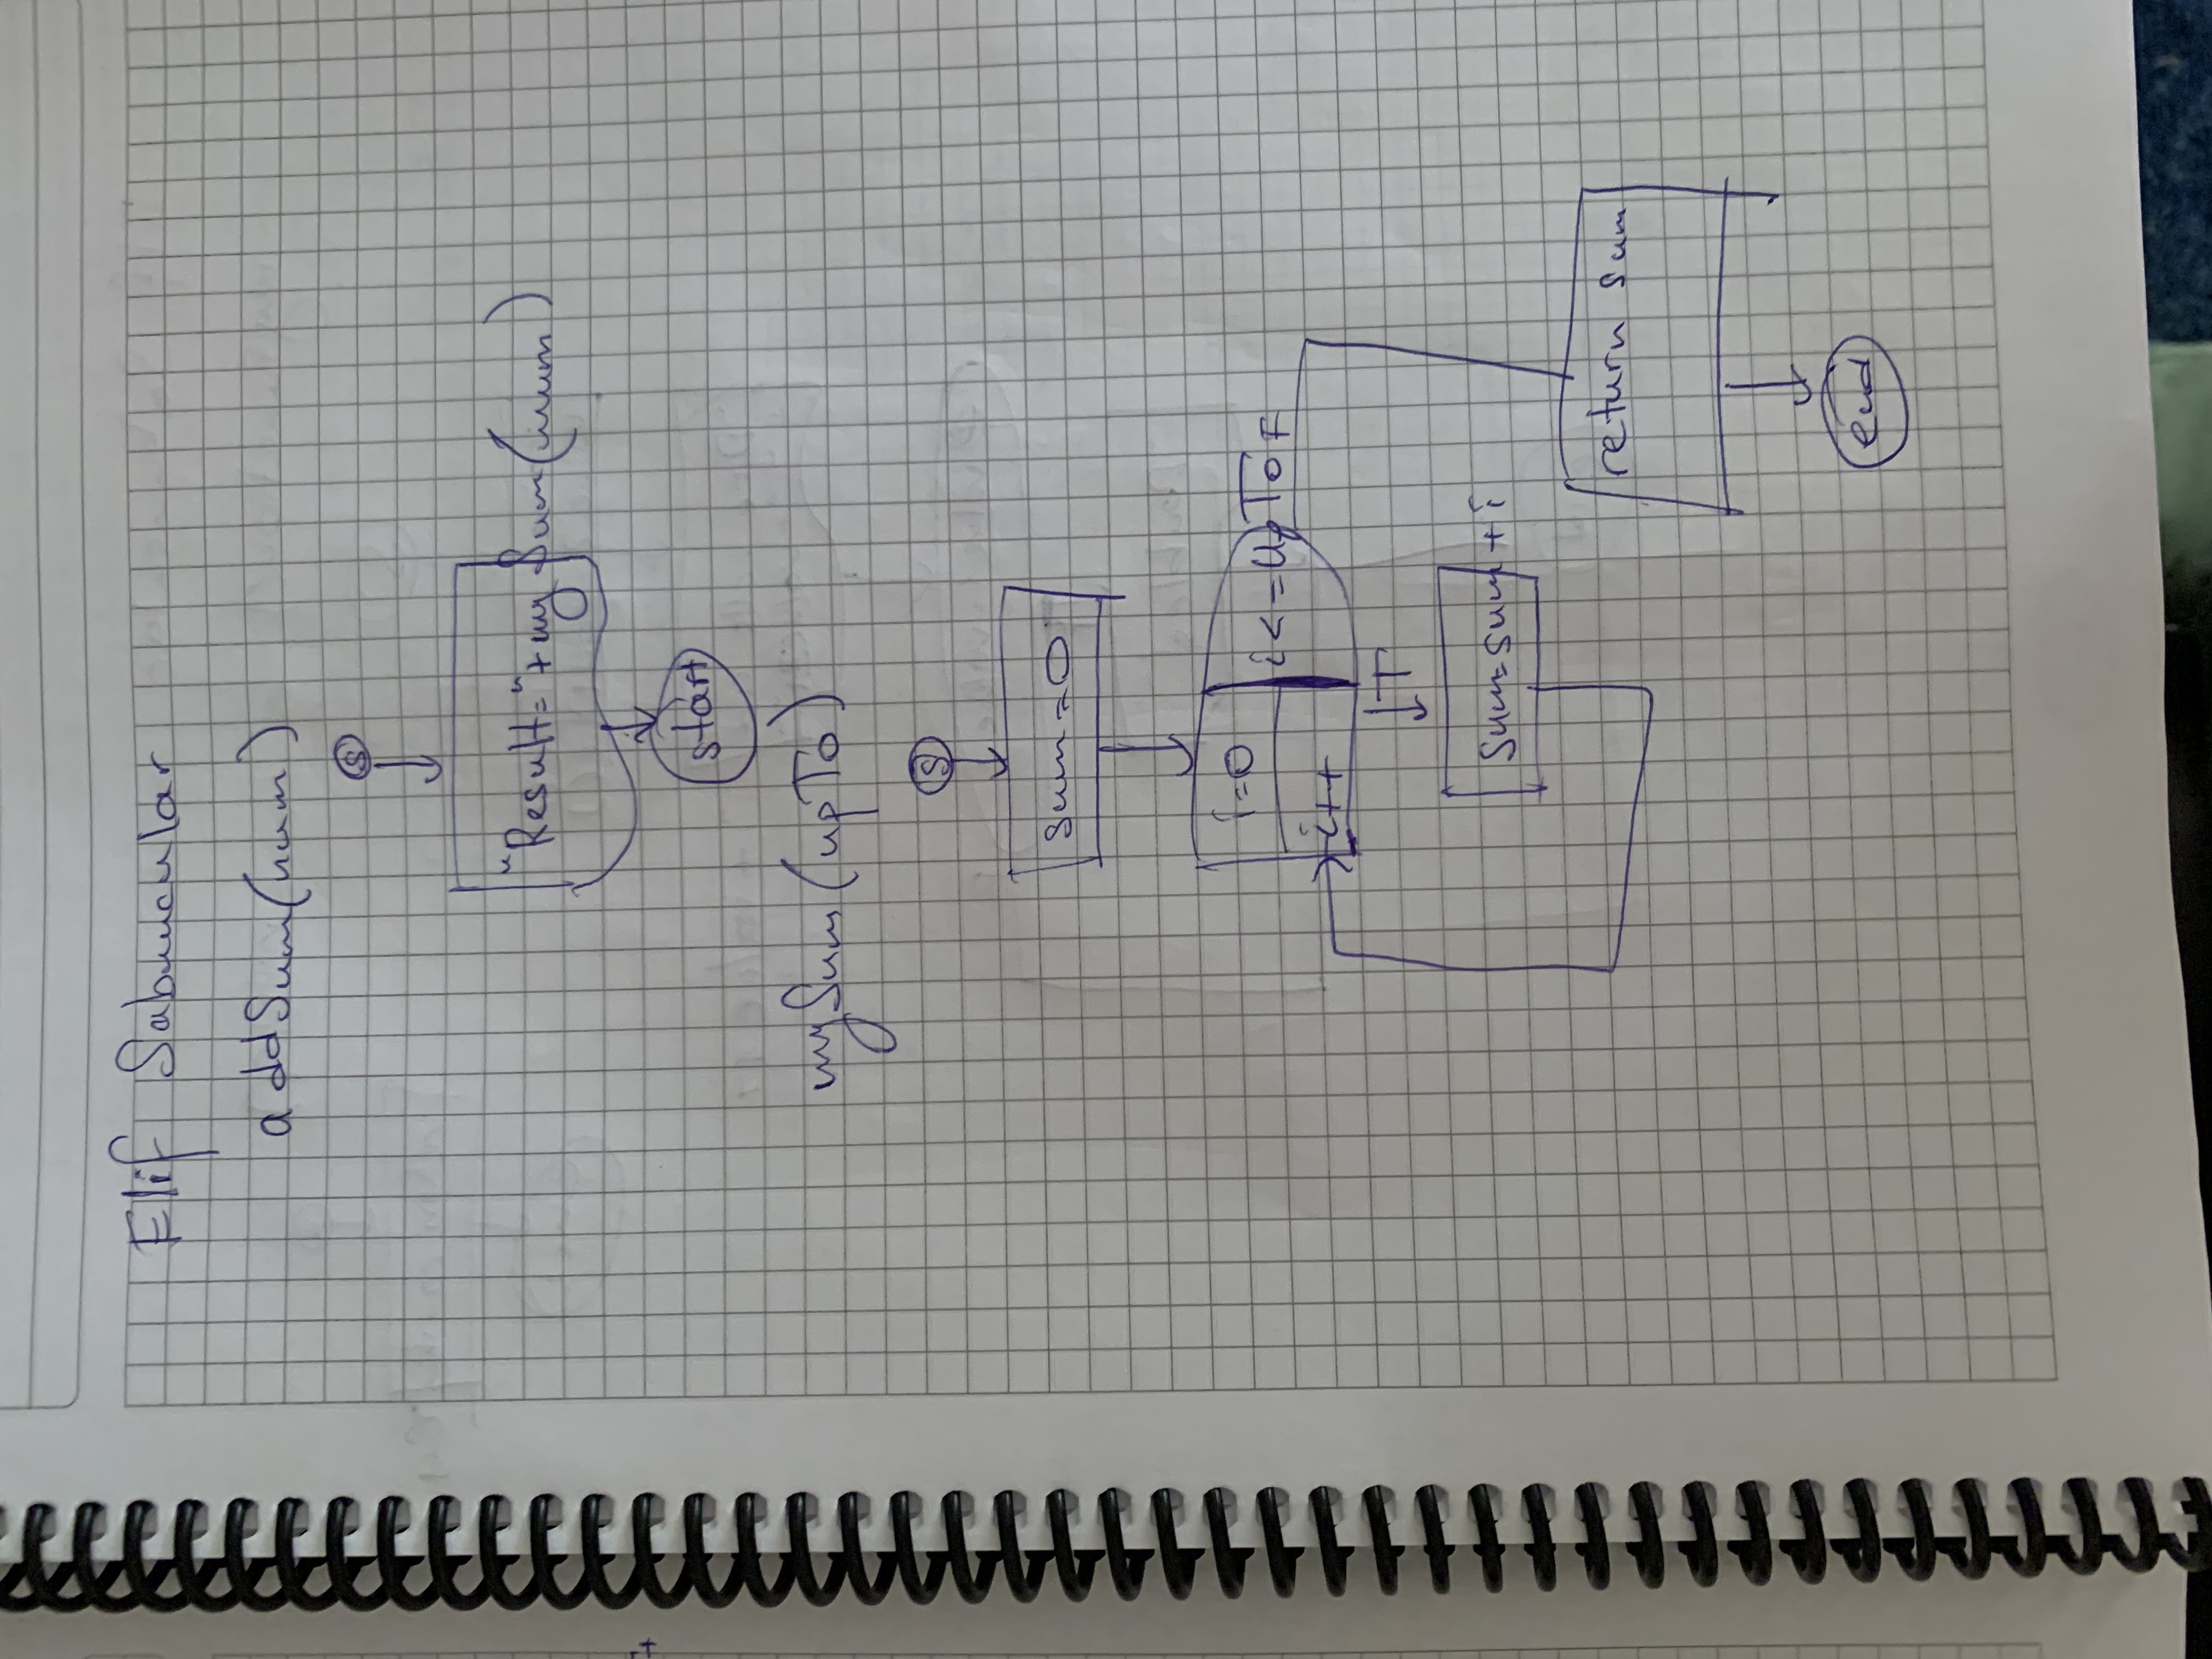 Elif Sabuncular
addSum(num)
S
"Result="+mySum(num)
start
mySum(upTo)
S
sum=0
i=0
i<=UpTo F
i++
T
Sum=sum+i
return sum
end